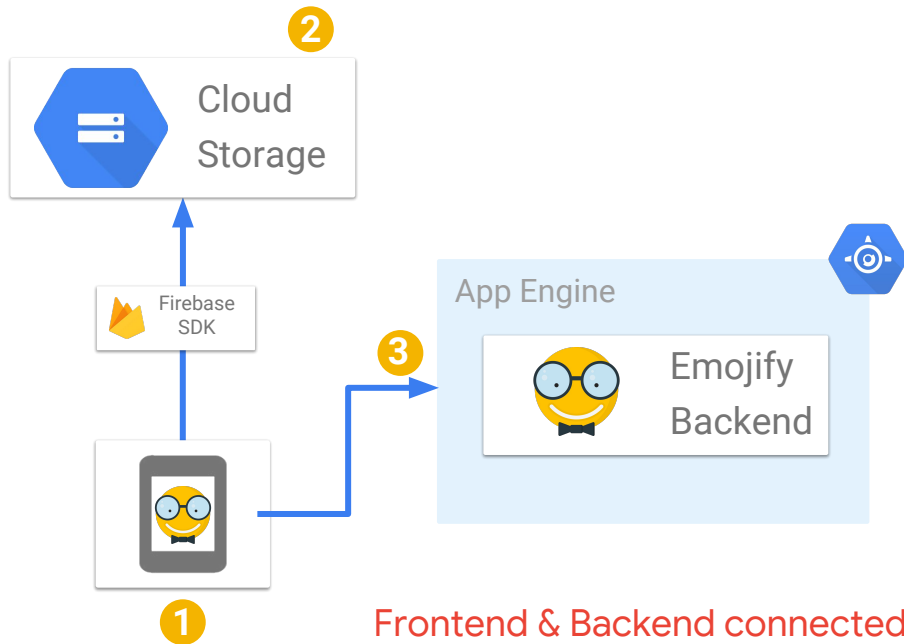 2
Cloud
Storage
Firebase
SDK
App Engine
3
Emojify
Backend
1
Frontend & Backend connected